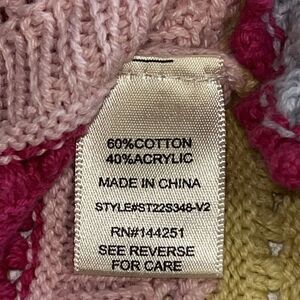 60%COTTON
40%ACRYLIC
MADE IN CHINA
STYLE#ST22S348-V2
RN#144251
SEE REVERSE
FOR CARE